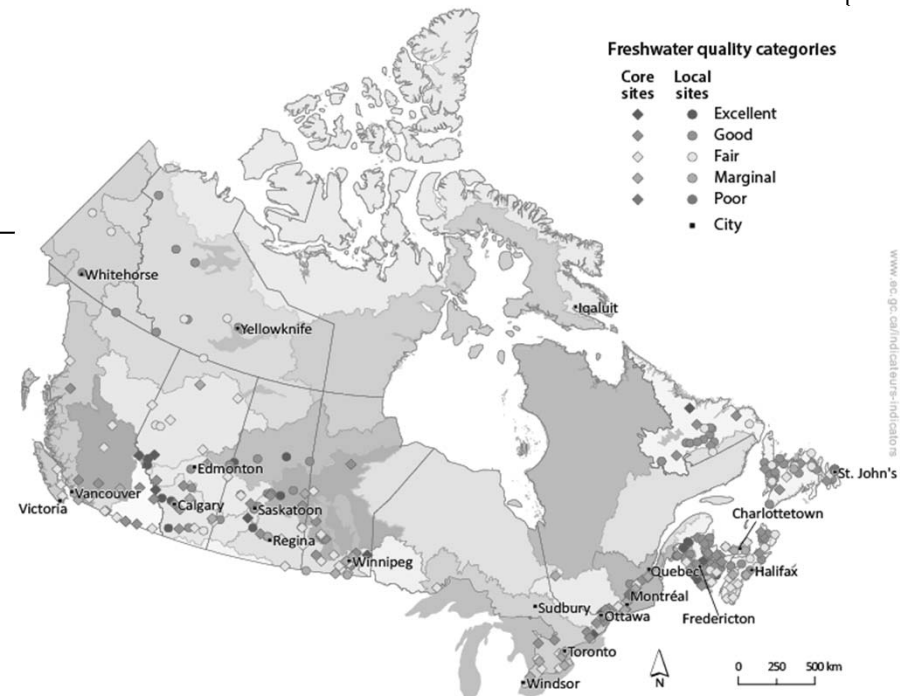 Freshwater quality categories
Core sites
Local sites
Excellent
Good
Fair
Marginal
Poor
City
www.ec.gc.ca/indicateurs-indicators
Whitehorse
Iqaluit
Yellowknife
Edmonton
St. John's
Vancouver
Victoria
Calgary
Saskatoon
Charlottetown
Regina
Winnipeg
Quebec
Halifax
Montréal
Sudbury
Ottawa
Fredericton
Toronto
Windsor
N
0 250 500 km